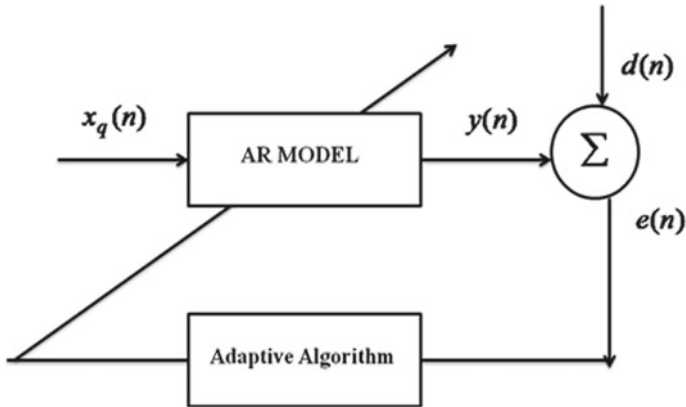 d(n)
x_q(n)
y(n)
AR MODEL
Σ
e(n)
Adaptive Algorithm